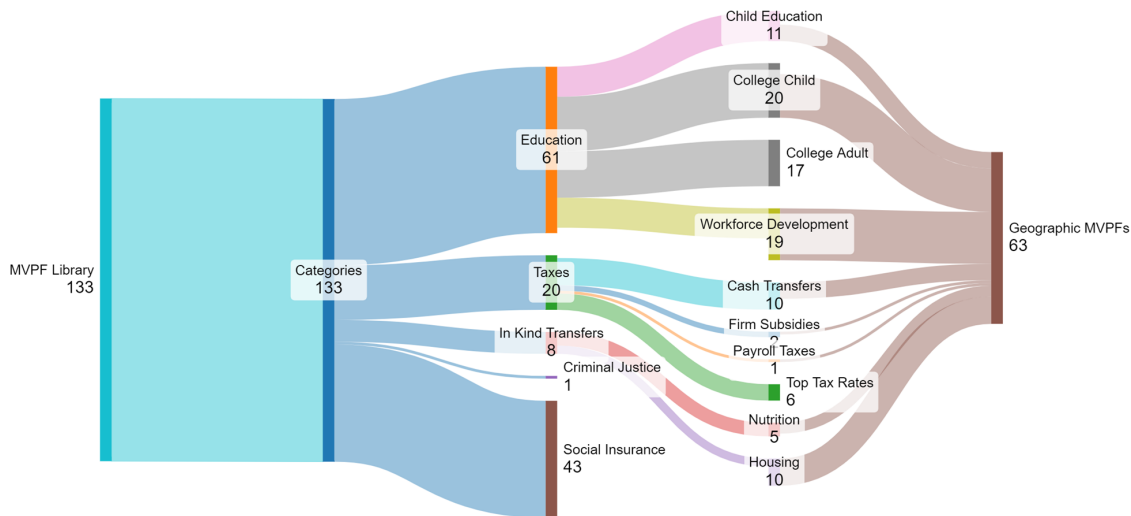 MVPF Library
133
Categories
133
Education
61
Taxes
20
In Kind Transfers
8
Criminal Justice
1
Social Insurance
43
Child Education
11
College Child
20
College Adult
17
Workforce Development
19
Cash Transfers
10
Firm Subsidies
Payroll Taxes
1
Top Tax Rates
6
Nutrition
5
Housing
10
Geographic MVPFs
63